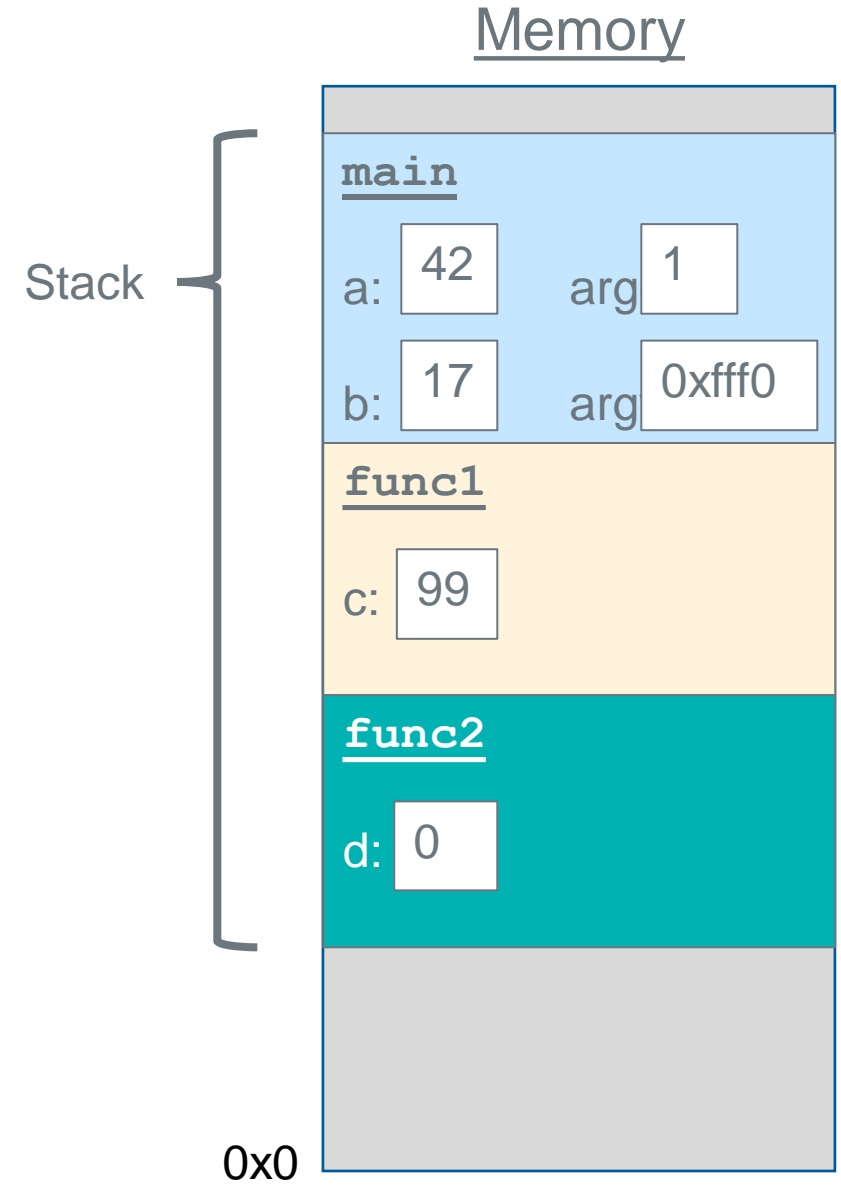 Memory
main
Stack
a: 42 arg 1
b: 17 arg 0xfff0
func1
c: 99
func2
d: 0
0x0